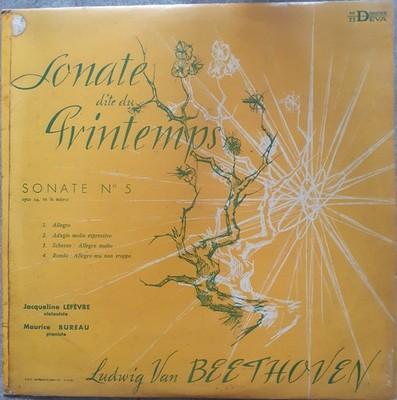 DEVA
Sonate
dite du
Printemps
SONATE N° 5
1. Allegro
2. Adagio molto espressivo
3. Scherzo : Allegro molto
4. Rondo : Allegro ma non troppo
Jacqueline LEFÈVRE
violoniste
Maurice BUREAU
pianiste
Ludwig Van BEETHOVEN